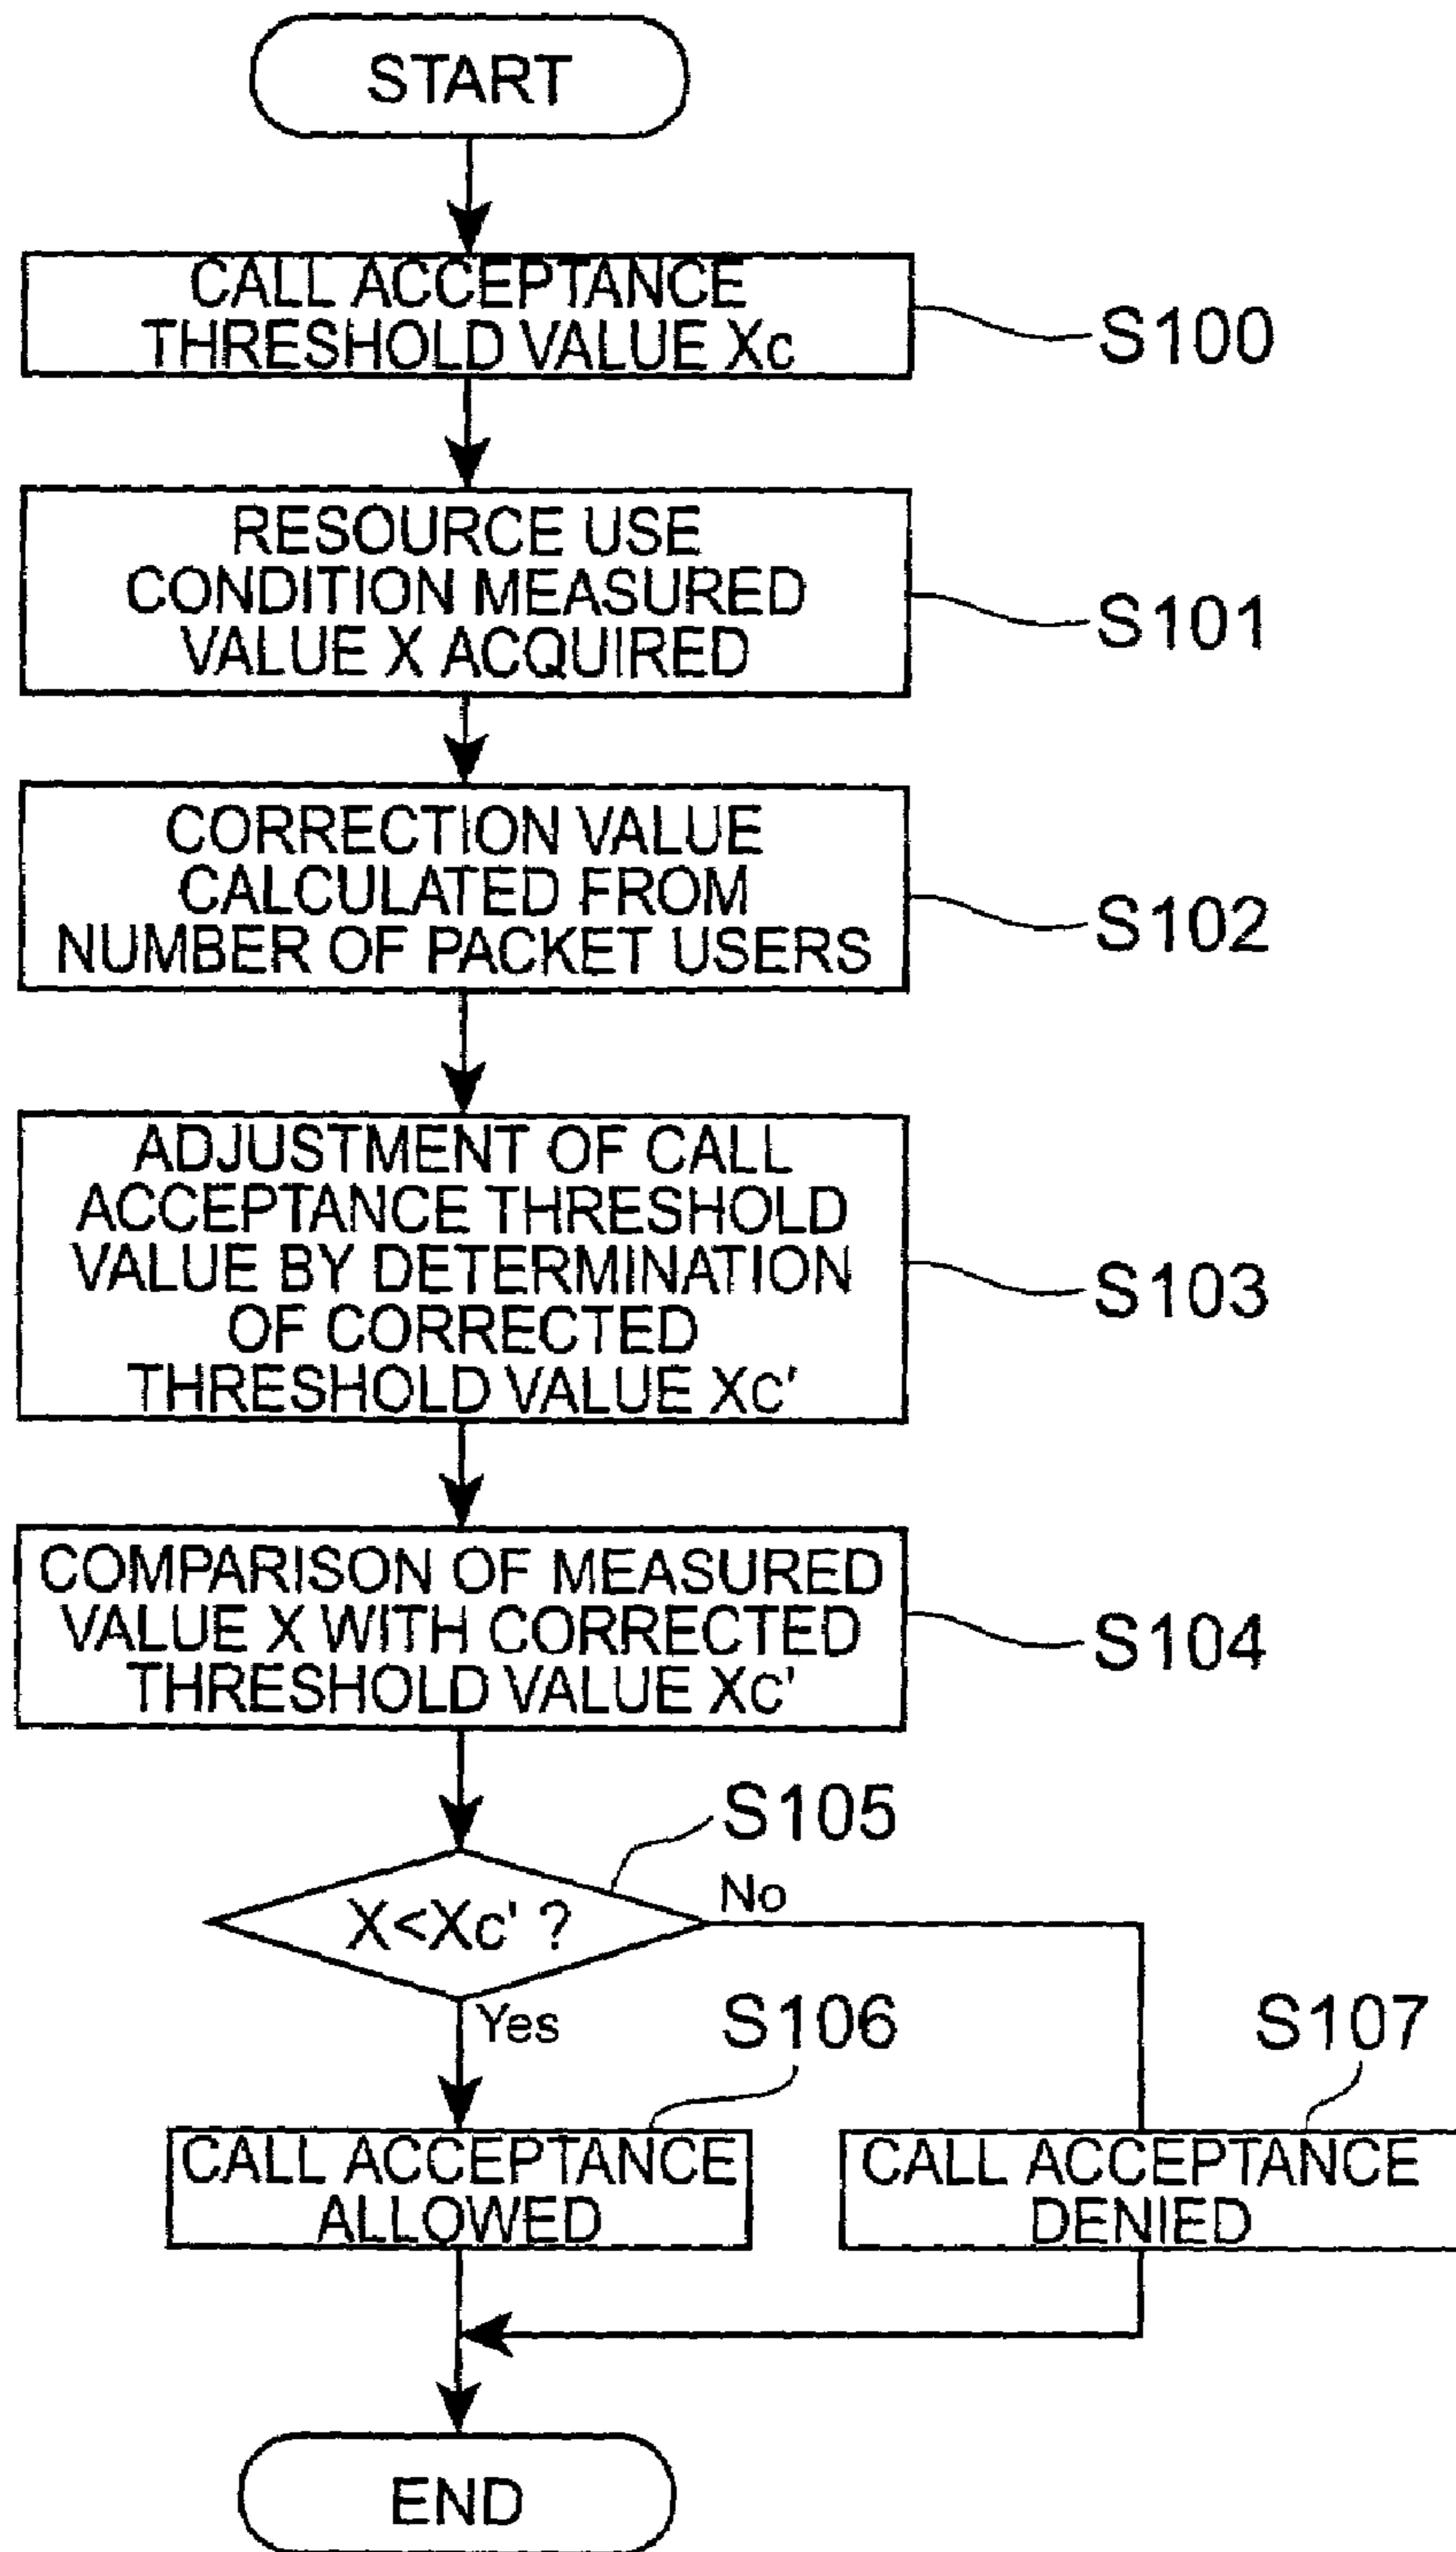 START
CALL ACCEPTANCE
THRESHOLD VALUE Xc
S100
RESOURCE USE
CONDITION MEASURED
VALUE X ACQUIRED
S101
CORRECTION VALUE
CALCULATED FROM
NUMBER OF PACKET USERS
S102
ADJUSTMENT OF CALL
ACCEPTANCE THRESHOLD
VALUE BY DETERMINATION
OF CORRECTED
THRESHOLD VALUE Xc'
S103
COMPARISON OF MEASURED
VALUE X WITH CORRECTED
THRESHOLD VALUE Xc'
S104
S105
X<Xc' ?
No
Yes
S106
S107
CALL ACCEPTANCE
ALLOWED
CALL ACCEPTANCE
DENIED
END